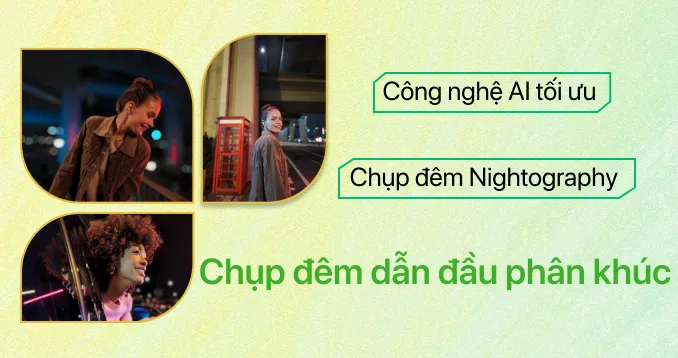 Công nghệ AI tối ưu
Chụp đêm Nightography
Chụp đêm dẫn đầu phân khúc